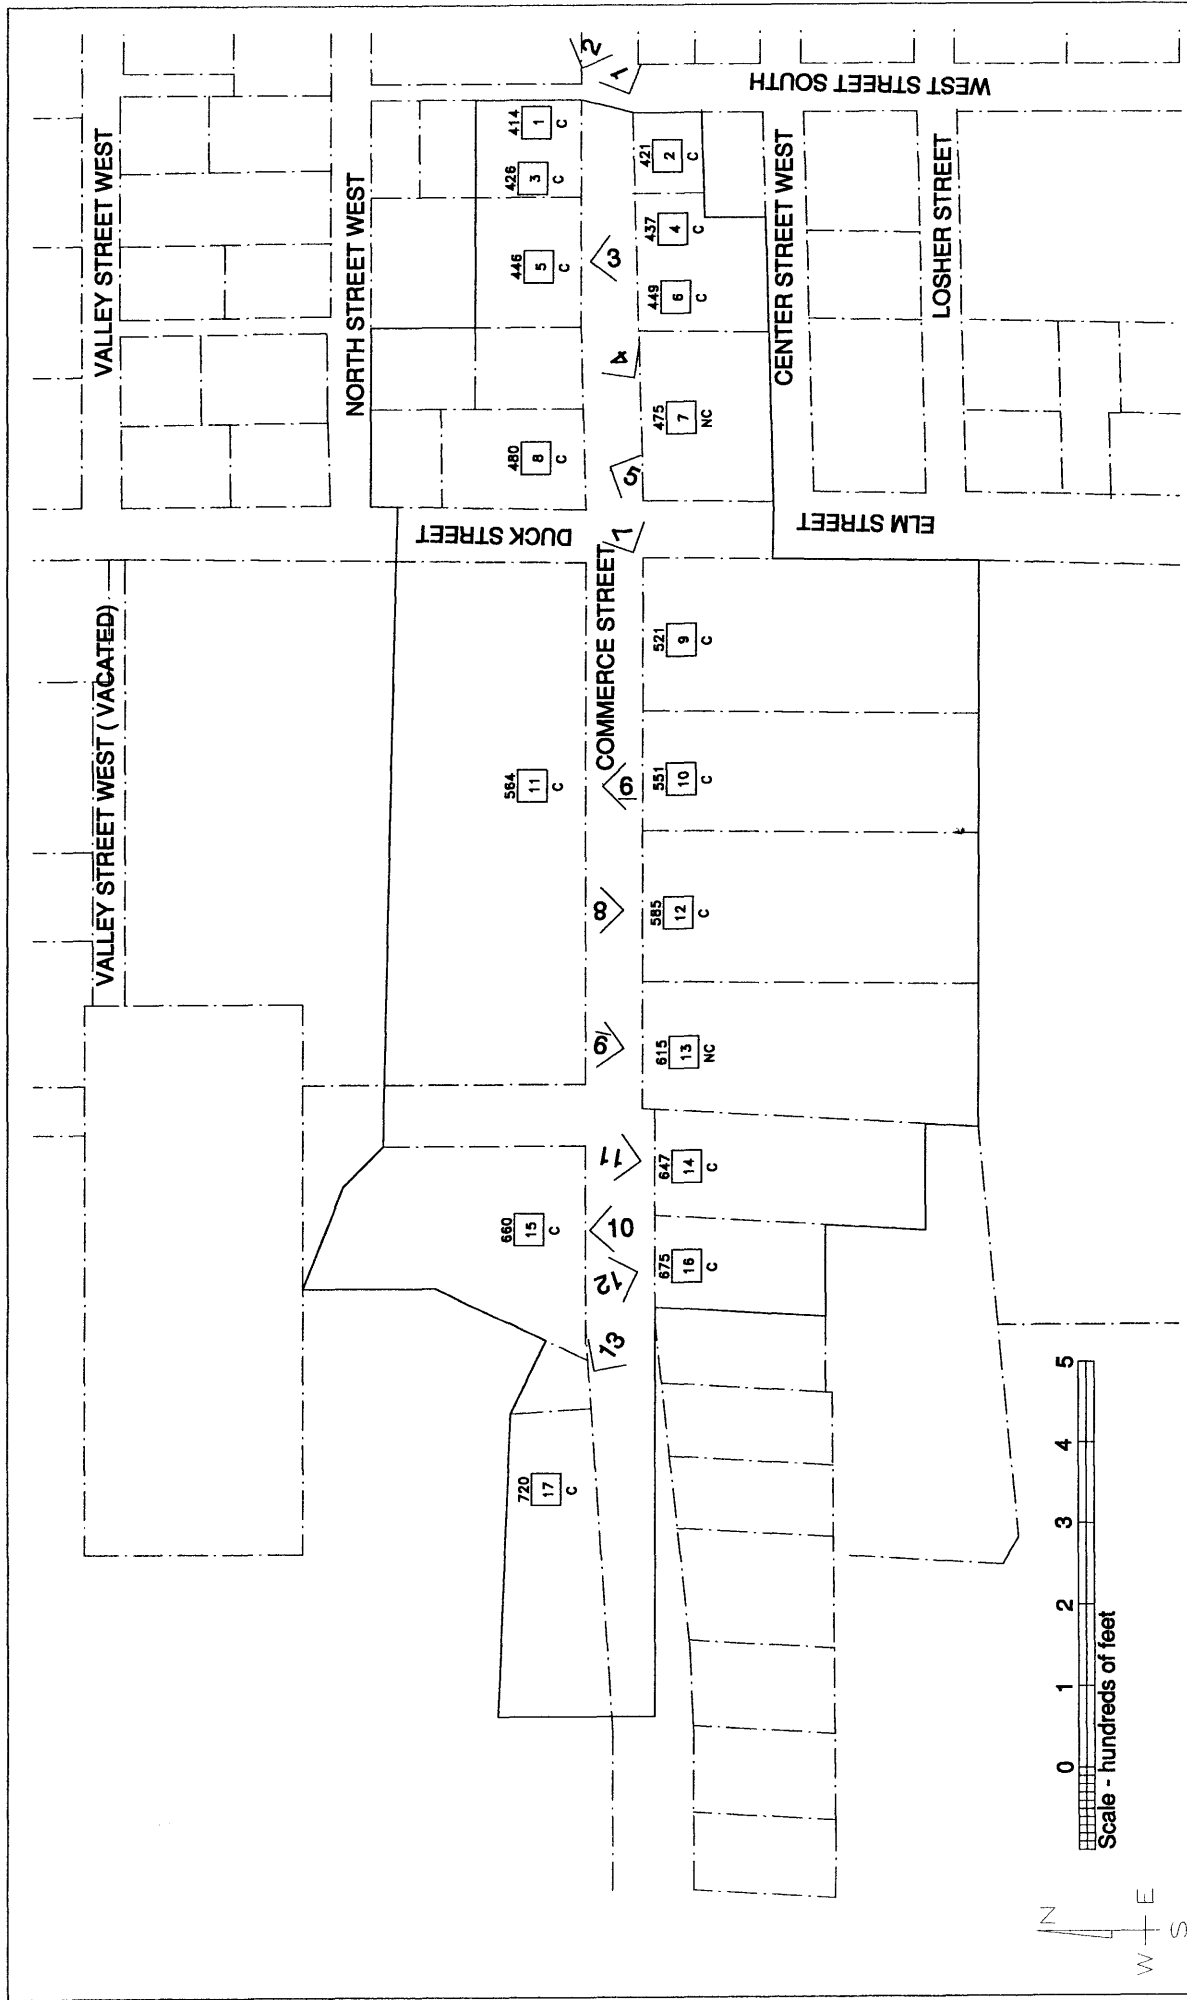 VALLEY STREET WEST (VACATED)
VALLEY STREET WEST
NORTH STREET WEST
DUCK STREET
COMMERCE STREET
WEST STREET SOUTH
CENTER STREET WEST
ELM STREET
LOSHER STREET
720
17
C
660
15
C
564
11
C
480
8
C
446
5
C
426
3
C
414
1
C
13
12
10
11
9
8
6
7
5
4
3
1
2
675
16
C
647
14
C
615
13
NC
585
12
C
551
10
C
521
9
C
475
7
NC
449
6
C
437
4
C
421
2
C
0 1 2 3 4 5
Scale - hundreds of feet
N
W E
S